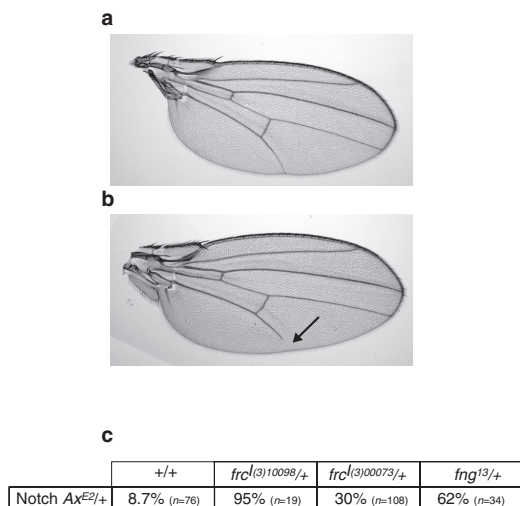 a
b
c
+/+ frc^l(3)10098/+ frc^l(3)00073/+ fng^13/+
Notch Ax^E2/+ 8.7% (n=76) 95% (n=19) 30% (n=108) 62% (n=34)